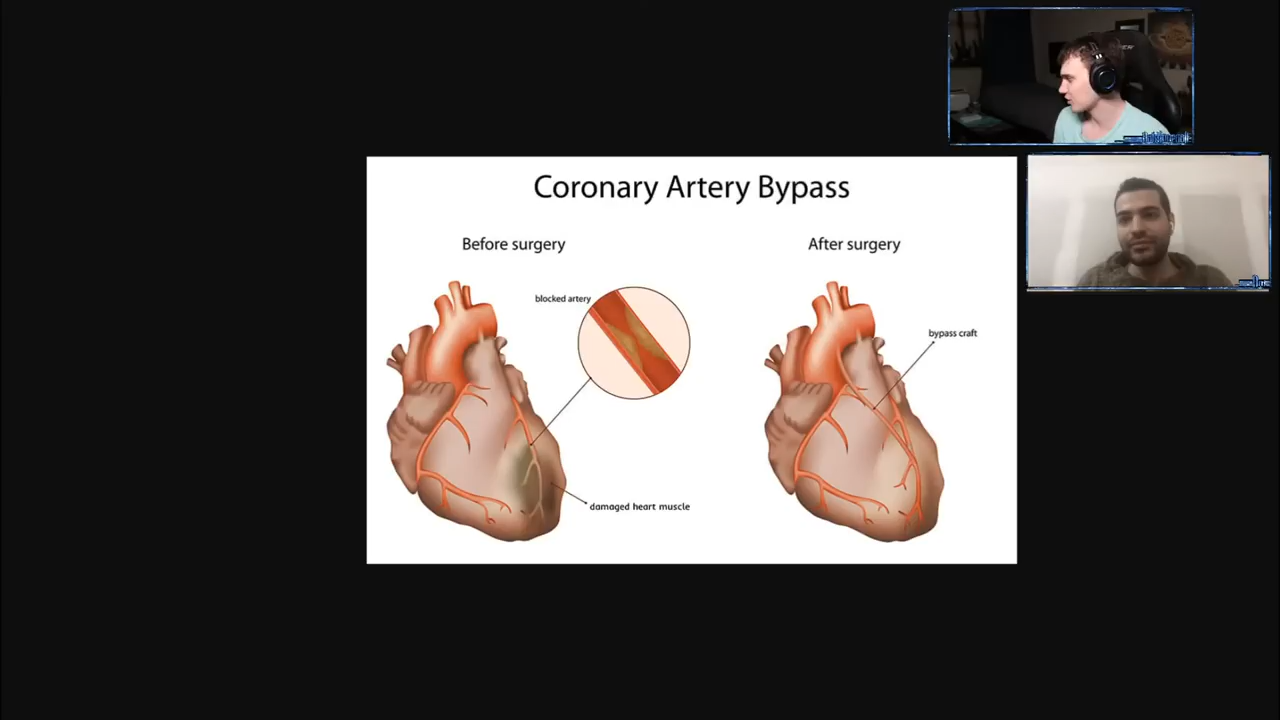 Coronary Artery Bypass
Before surgery
After surgery
blocked artery
bypass craft
damaged heart muscle